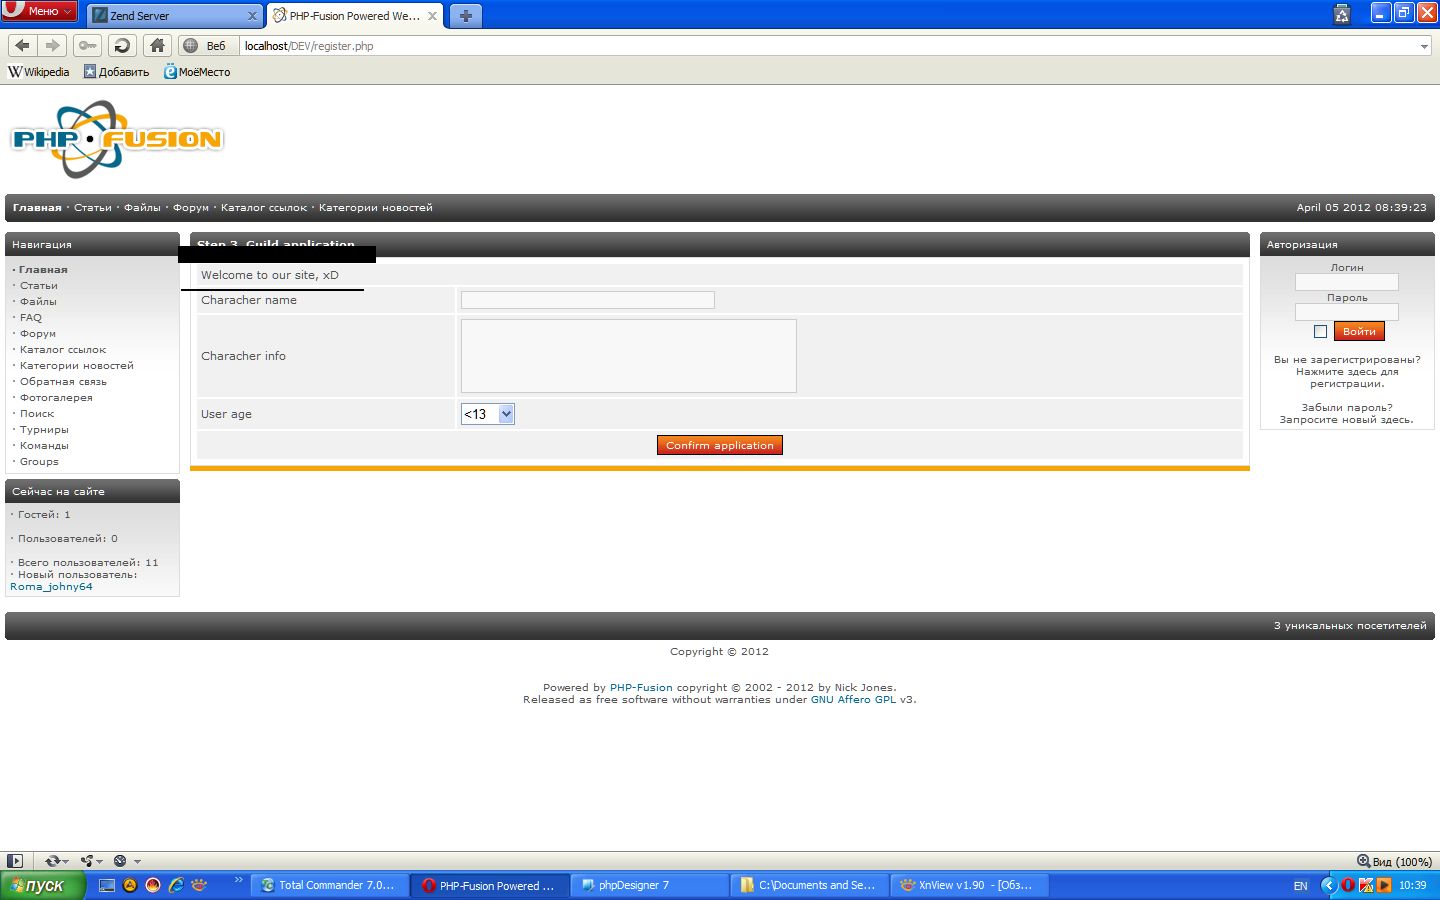 Меню
Zend Server
PHP-Fusion Powered We...
Веб
localhost/DEV/register.php
Wikipedia
Добавить
МоёМесто
PHP FUSION
Главная · Статьи · Файлы · Форум · Каталог ссылок · Категории новостей
April 05 2012 08:39:23
Навигация
· Главная
· Статьи
· Файлы
· FAQ
· Форум
· Каталог ссылок
· Категории новостей
· Обратная связь
· Фотогалерея
· Поиск
· Турниры
· Команды
· Groups
Сейчас на сайте
· Гостей: 1
· Пользователей: 0
· Всего пользователей: 11
· Новый пользователь:
Roma_johny64
Step 3. Guild application
Welcome to our site, xD
Characher name
Characher info
User age
<13
Confirm application
Авторизация
Логин
Пароль
Войти
Вы не зарегистрированы?
Нажмите здесь для
регистрации.
Забыли пароль?
Запросите новый здесь.
3 уникальных посетителей
Copyright © 2012
Powered by PHP-Fusion copyright © 2002 - 2012 by Nick Jones.
Released as free software without warranties under GNU Affero GPL v3.
Вид (100%)
пуск
Total Commander 7.0...
PHP-Fusion Powered ...
phpDesigner 7
C:\Documents and Se...
XnView v1.90 - [Обз...
EN
10:39